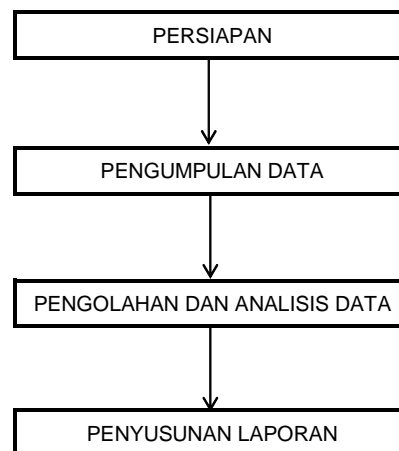 PERSIAPAN
PENGUMPULAN DATA
PENGOLAHAN DAN ANALISIS DATA
PENYUSUNAN LAPORAN